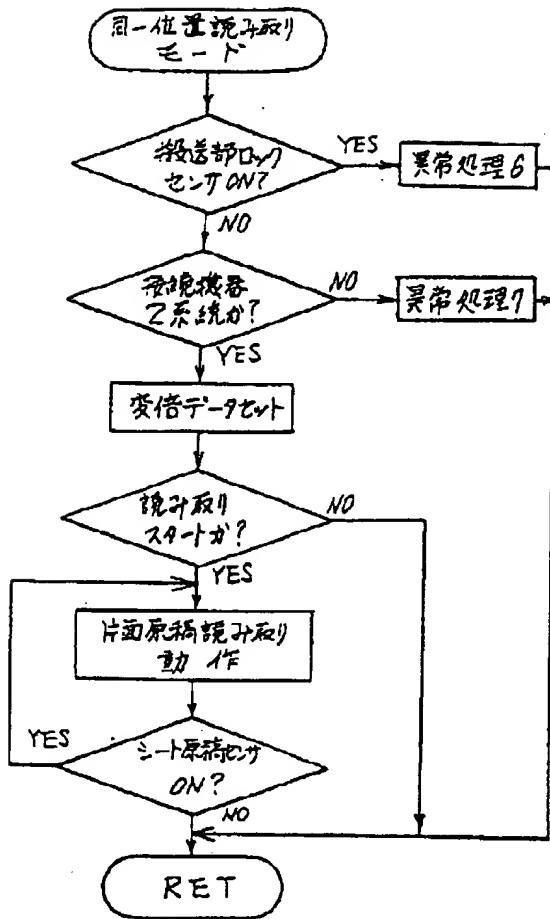 同一位置読み取り
モード
搬送部ロック
センサON?
YES
異常処理6
NO
接続機器
2系統か?
NO
異常処理7
YES
変倍データセット
読み取り
スタートか?
NO
YES
片面原稿読み取り
動作
YES
シート原稿センサ
ON?
NO
RET